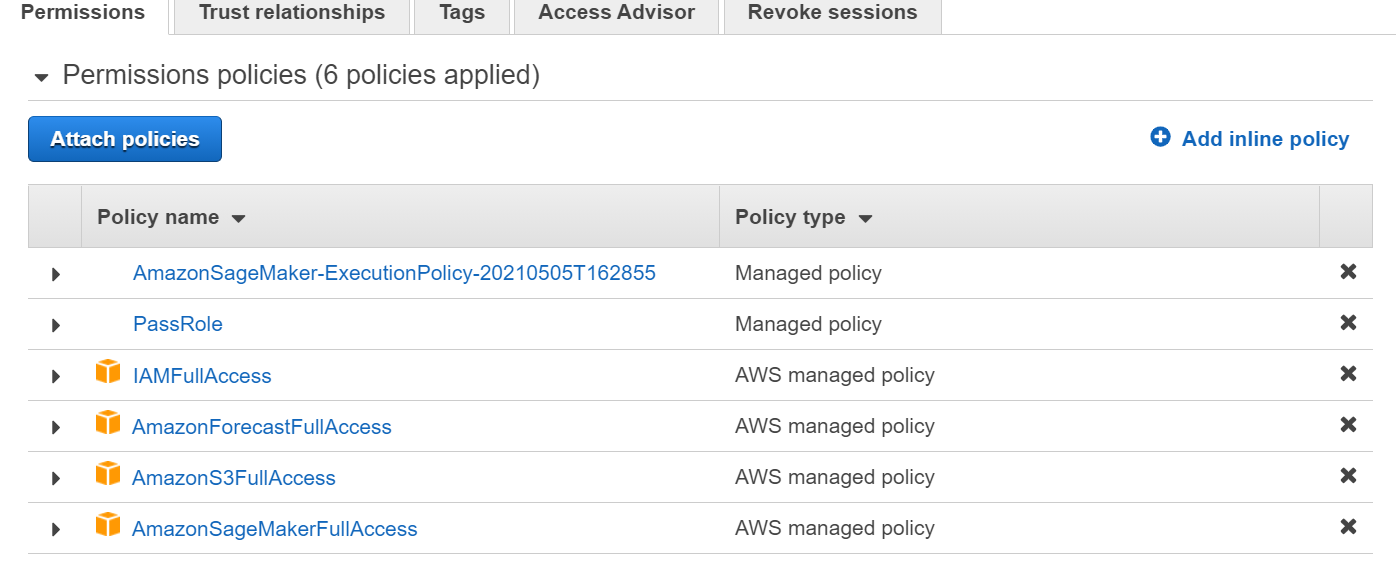 Permissions Trust relationships Tags Access Advisor Revoke sessions
Permissions policies (6 policies applied)
Attach policies Add inline policy
Policy name Policy type
AmazonSageMaker-ExecutionPolicy-20210505T162855 Managed policy
PassRole Managed policy
IAMFullAccess AWS managed policy
AmazonForecastFullAccess AWS managed policy
AmazonS3FullAccess AWS managed policy
AmazonSageMakerFullAccess AWS managed policy